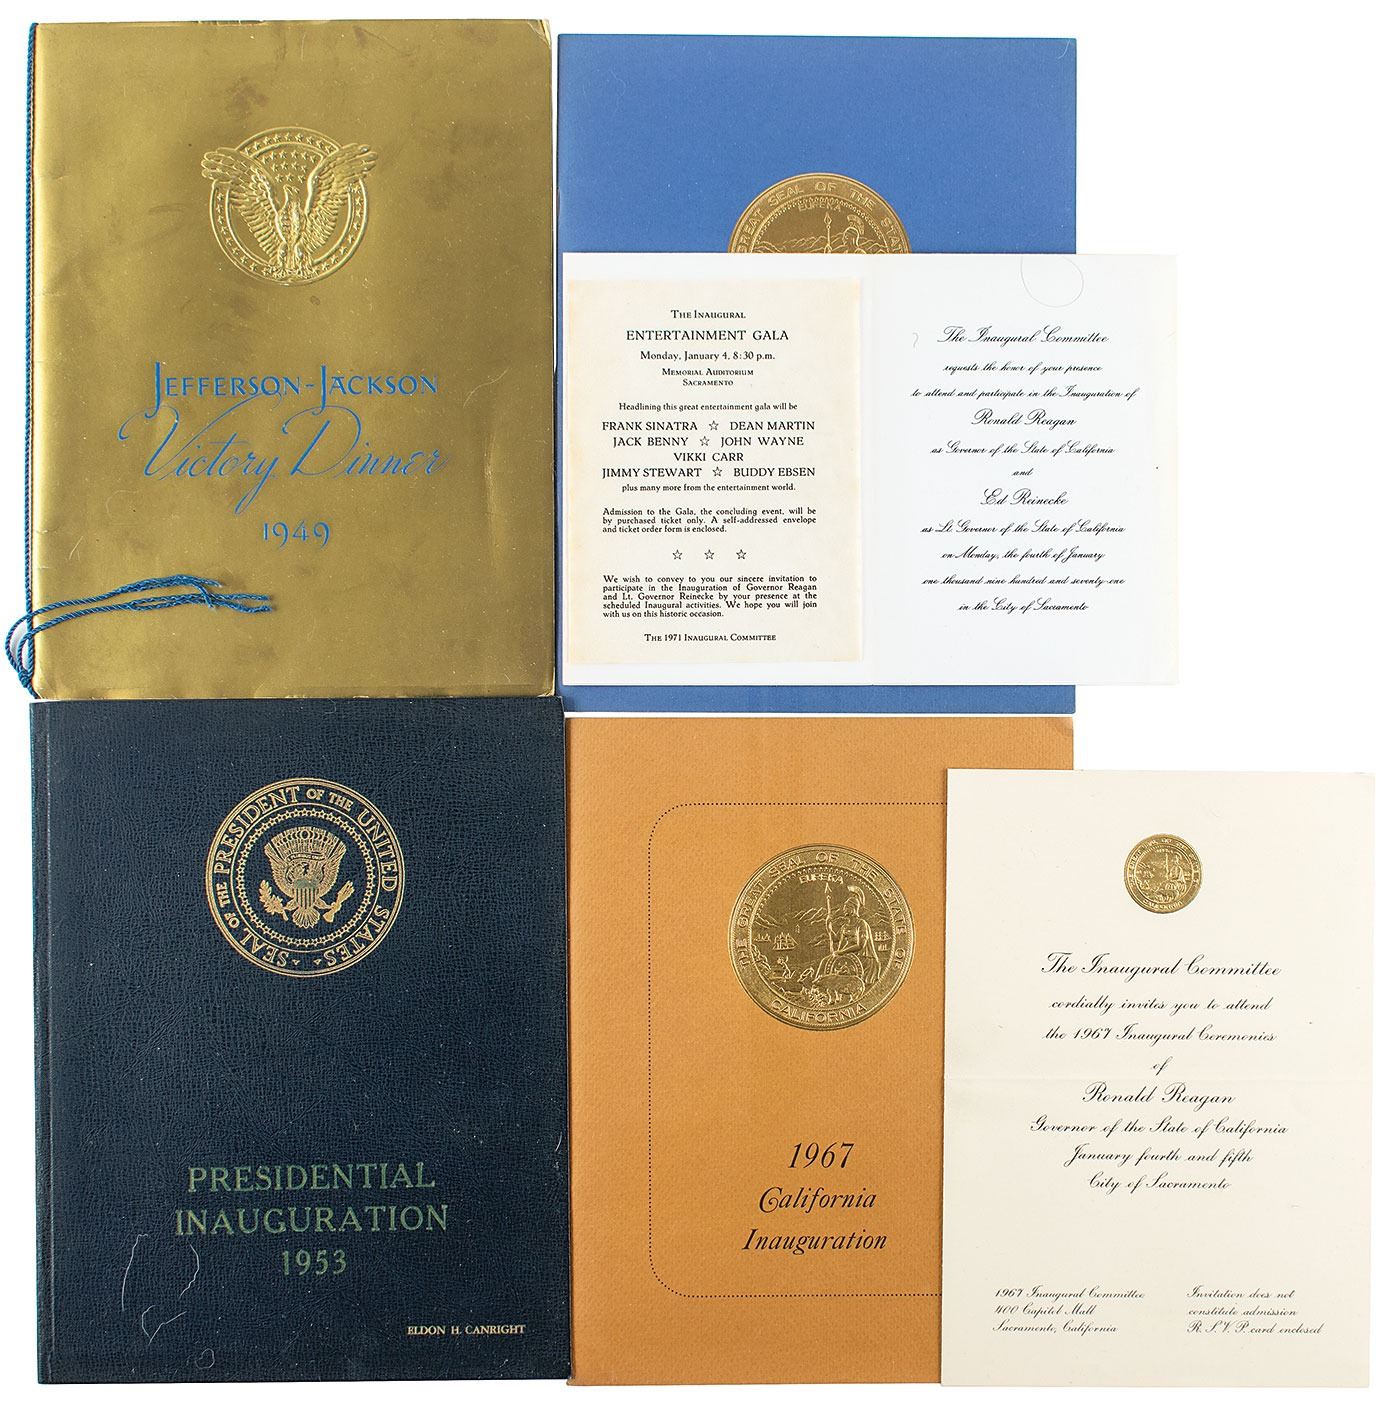 JEFFERSON-JACKSON
Victory Dinner
1949
GREAT SEAL OF THE STATE
EUREKA
THE INAUGURAL
ENTERTAINMENT GALA
Monday, January 4, 8:30 p.m.
MEMORIAL AUDITORIUM
SACRAMENTO
Headlining this great entertainment gala will be
FRANK SINATRA ☆ DEAN MARTIN
JACK BENNY ☆ JOHN WAYNE
VIKKI CARR
JIMMY STEWART ☆ BUDDY EBSEN
plus many more from the entertainment world.
Admission to the Gala, the concluding event, will be
by purchased ticket only. A self-addressed envelope
and ticket order form is enclosed.
☆ ☆ ☆
We wish to convey to you our sincere invitation to
participate in the Inauguration of Governor Reagan
and Lt. Governor Reinecke by your presence at the
scheduled Inaugural activities. We hope you will join
with us on this historic occasion.
THE 1971 INAUGURAL COMMITTEE
The Inaugural Committee
requests the honor of your presence
to attend and participate in the Inauguration of
Ronald Reagan
as Governor of the State of California
and
Ed Reinecke
as Lt. Governor of the State of California
on Monday, the fourth of January
one thousand nine hundred and seventy-one
in the City of Sacramento
SEAL OF THE PRESIDENT OF THE UNITED STATES
PRESIDENTIAL
INAUGURATION
1953
ELDON H. CANRIGHT
THE GREAT SEAL OF THE STATE OF
EUREKA
CALIFORNIA
1967
California
Inauguration
The Inaugural Committee
cordially invites you to attend
the 1967 Inaugural Ceremonies
of
Ronald Reagan
Governor of the State of California
January fourth and fifth
City of Sacramento
1967 Inaugural Committee
400 Capitol Mall
Sacramento, California
Invitation does not
constitute admission
R. S. V. P. card enclosed